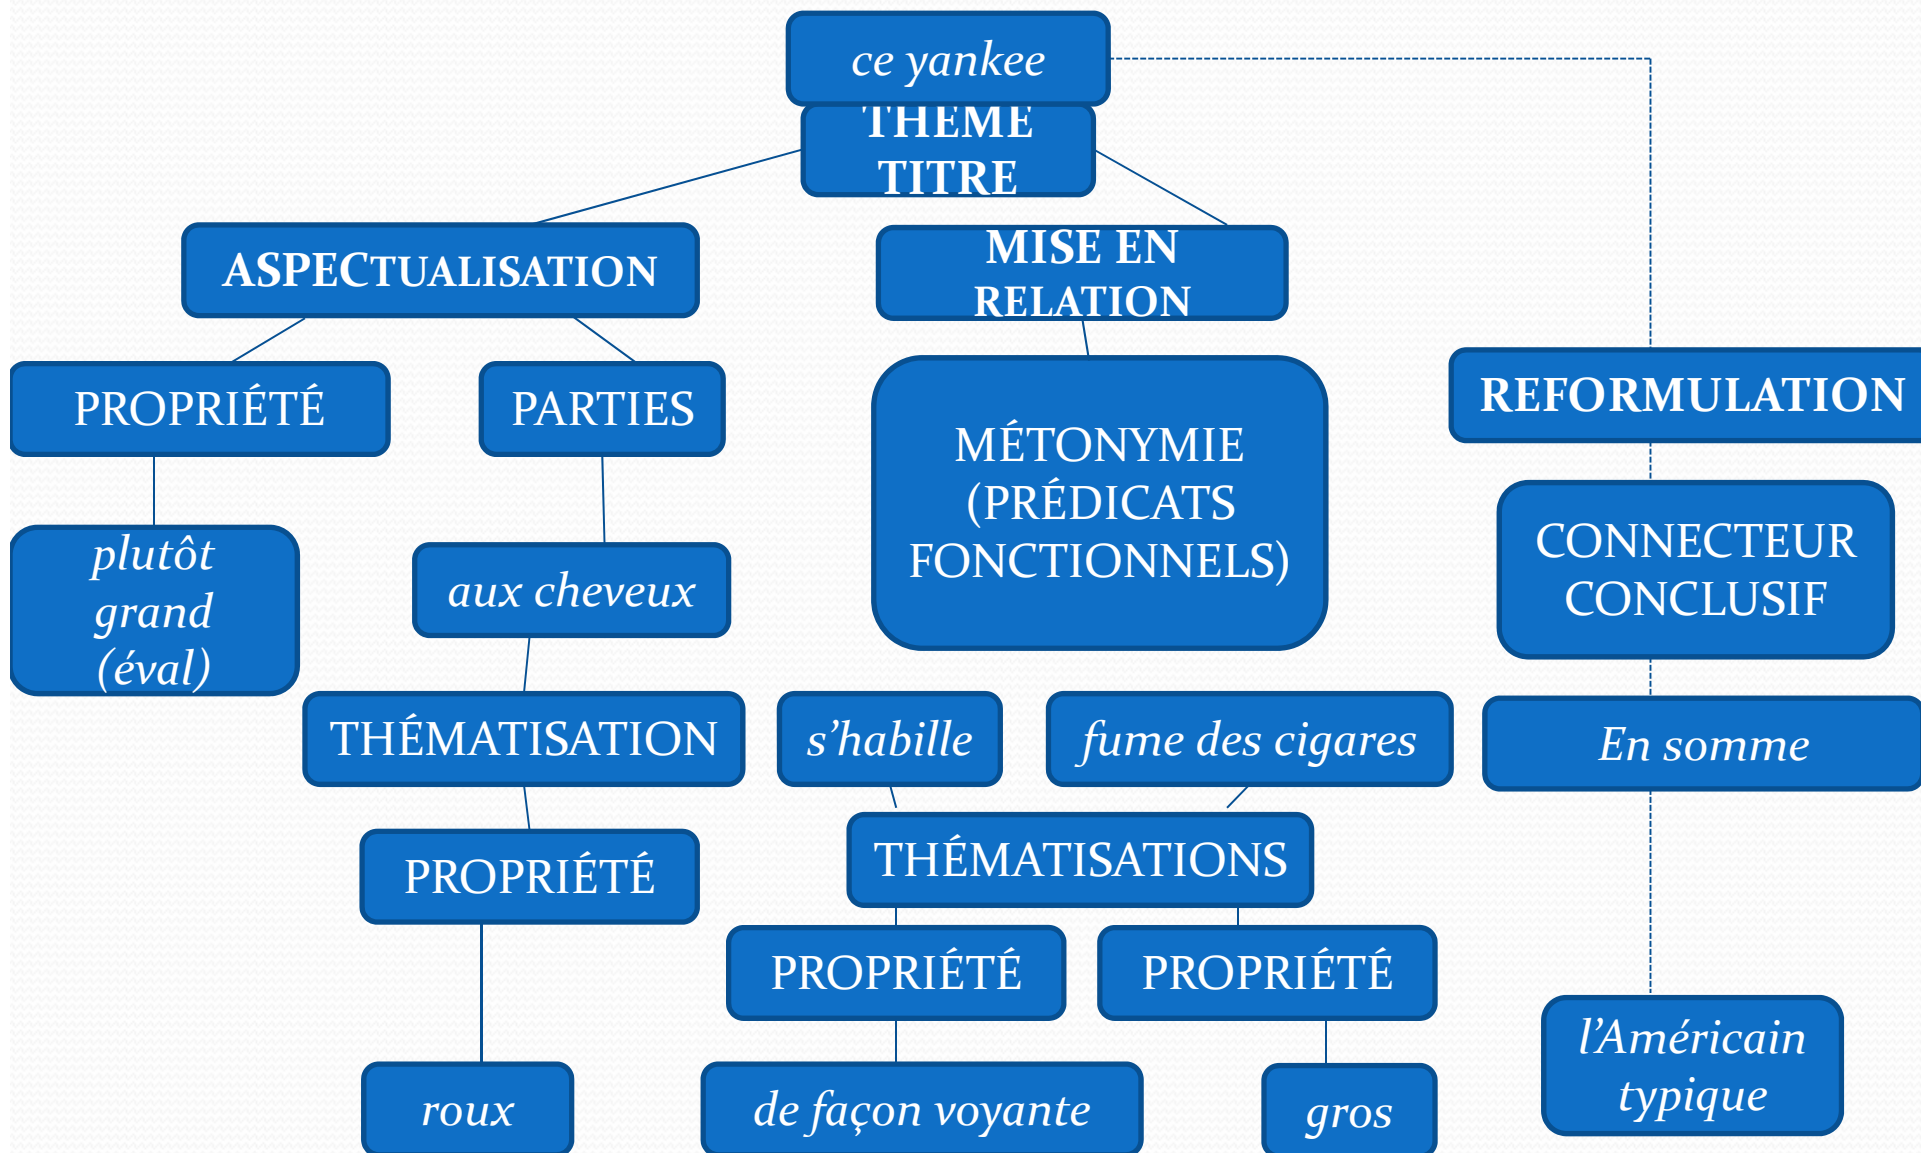 ce yankee
THEME
TITRE
ASPECTUALISATION
MISE EN
RELATION
PROPRIÉTÉ
PARTIES
MÉTONYMIE
(PRÉDICATS
FONCTIONNELS)
REFORMULATION
plutôt
grand
(éval)
aux cheveux
CONNECTEUR
CONCLUSIF
THÉMATISATION
s’habille
fume des cigares
En somme
PROPRIÉTÉ
THÉMATISATIONS
PROPRIÉTÉ
PROPRIÉTÉ
roux
de façon voyante
gros
l’Américain
typique